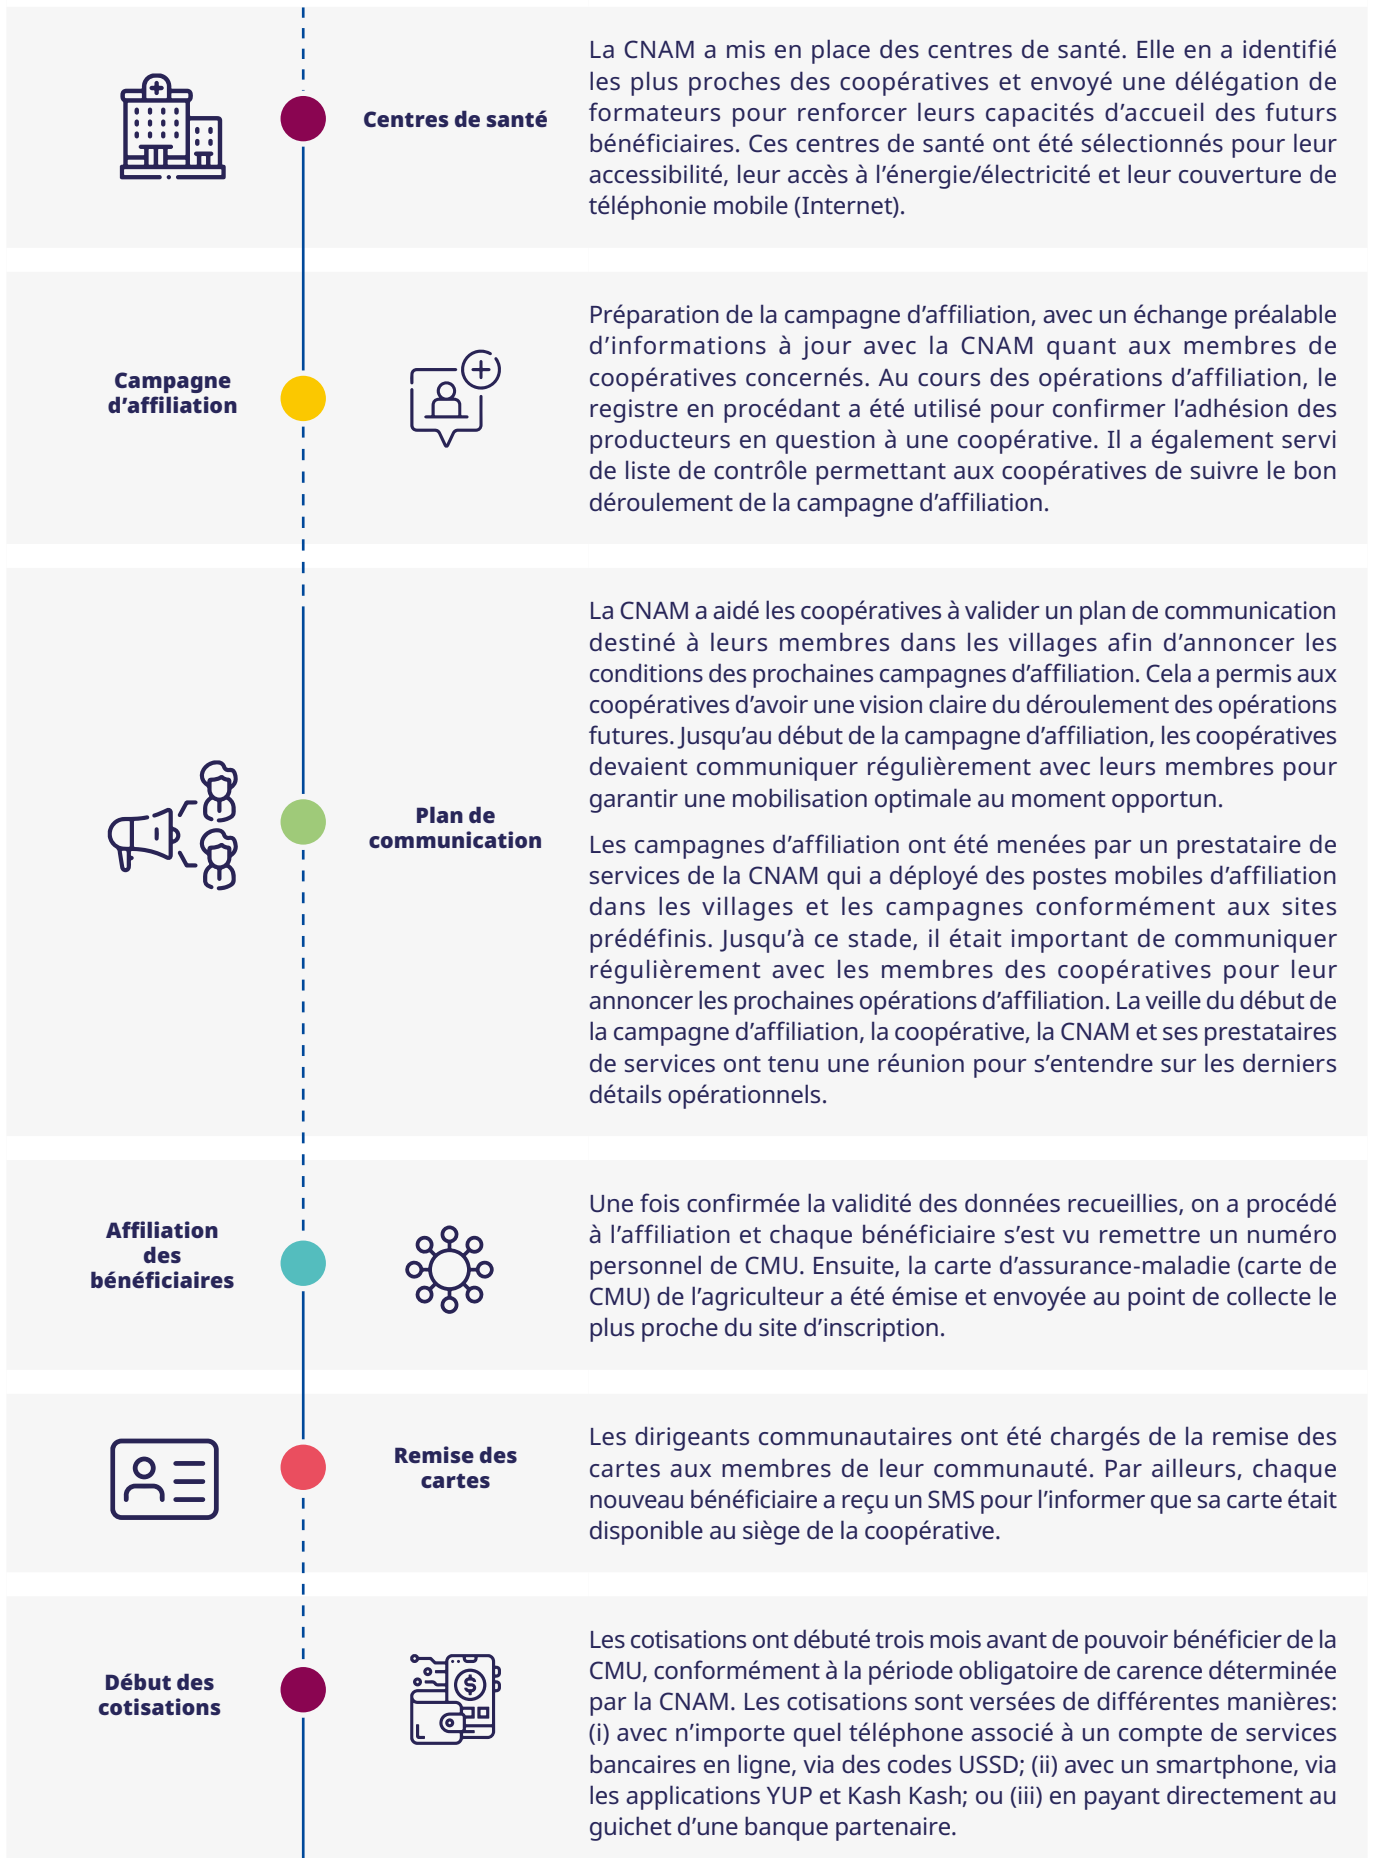 Centres de santé
La CNAM a mis en place des centres de santé. Elle en a identifié
les plus proches des coopératives et envoyé une délégation de
formateurs pour renforcer leurs capacités d’accueil des futurs
bénéficiaires. Ces centres de santé ont été sélectionnés pour leur
accessibilité, leur accès à l’énergie/électricité et leur couverture de
téléphonie mobile (Internet).
Campagne
d’affiliation
Préparation de la campagne d’affiliation, avec un échange préalable
d’informations à jour avec la CNAM quant aux membres de
coopératives concernés. Au cours des opérations d’affiliation, le
registre en procédant a été utilisé pour confirmer l’adhésion des
producteurs en question à une coopérative. Il a également servi
de liste de contrôle permettant aux coopératives de suivre le bon
déroulement de la campagne d’affiliation.
Plan de
communication
La CNAM a aidé les coopératives à valider un plan de communication
destiné à leurs membres dans les villages afin d’annoncer les
conditions des prochaines campagnes d’affiliation. Cela a permis aux
coopératives d’avoir une vision claire du déroulement des opérations
futures. Jusqu’au début de la campagne d’affiliation, les coopératives
devaient communiquer régulièrement avec leurs membres pour
garantir une mobilisation optimale au moment opportun.
Les campagnes d’affiliation ont été menées par un prestataire de
services de la CNAM qui a déployé des postes mobiles d’affiliation
dans les villages et les campagnes conformément aux sites
prédéfinis. Jusqu’à ce stade, il était important de communiquer
régulièrement avec les membres des coopératives pour leur
annoncer les prochaines opérations d’affiliation. La veille du début de
la campagne d’affiliation, la coopérative, la CNAM et ses prestataires
de services ont tenu une réunion pour s’entendre sur les derniers
détails opérationnels.
Affiliation
des
bénéficiaires
Une fois confirmée la validité des données recueillies, on a procédé
à l’affiliation et chaque bénéficiaire s’est vu remettre un numéro
personnel de CMU. Ensuite, la carte d’assurance-maladie (carte de
CMU) de l’agriculteur a été émise et envoyée au point de collecte le
plus proche du site d’inscription.
Remise des
cartes
Les dirigeants communautaires ont été chargés de la remise des
cartes aux membres de leur communauté. Par ailleurs, chaque
nouveau bénéficiaire a reçu un SMS pour l’informer que sa carte était
disponible au siège de la coopérative.
Début des
cotisations
Les cotisations ont débuté trois mois avant de pouvoir bénéficier de la
CMU, conformément à la période obligatoire de carence déterminée
par la CNAM. Les cotisations sont versées de différentes manières:
(i) avec n’importe quel téléphone associé à un compte de services
bancaires en ligne, via des codes USSD; (ii) avec un smartphone, via
les applications YUP et Kash Kash; ou (iii) en payant directement au
guichet d’une banque partenaire.